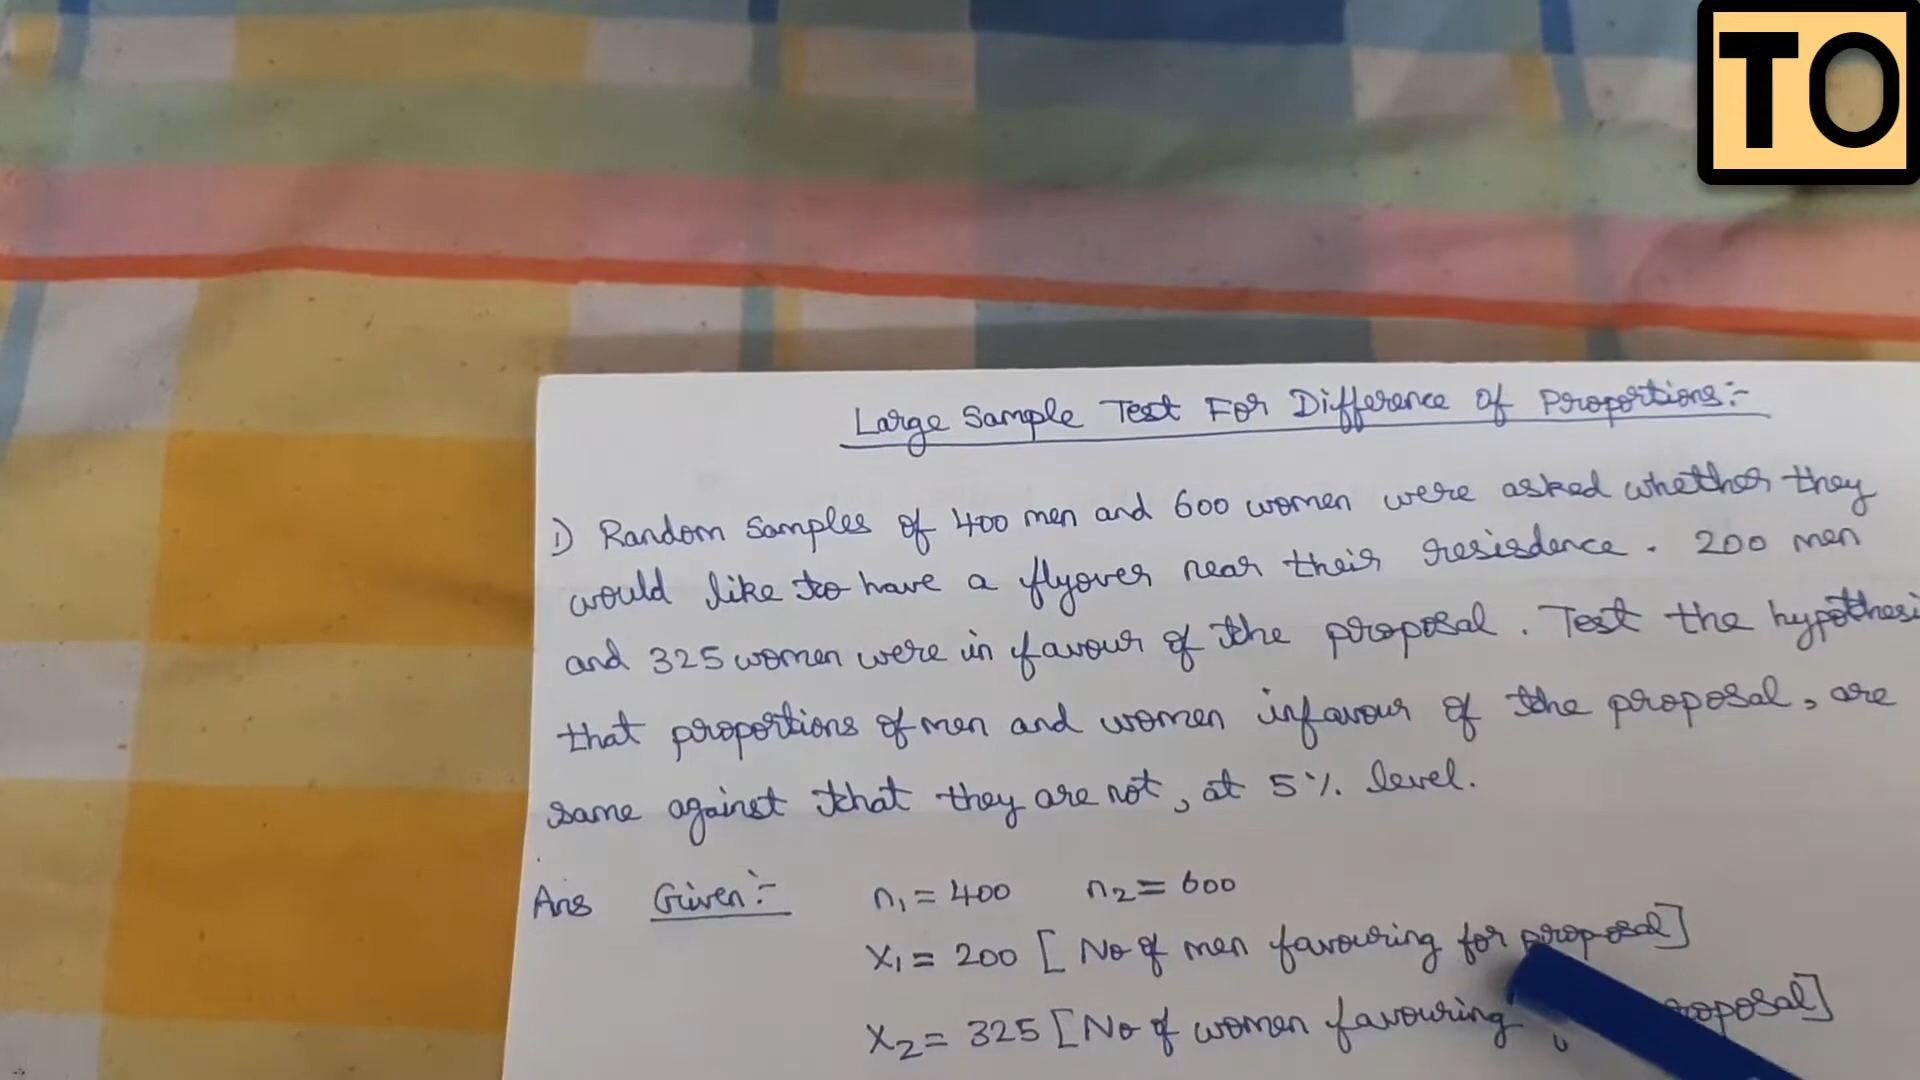 TO
Large Sample Test For Difference of Proportions:-
1) Random Samples of 400 men and 600 women were asked whether they
would like to have a flyover near their resisdence. 200 men
and 325 women were in favour of the proposal. Test the hypothesi
that proportions of men and women infavour of the proposal, are
same against that they are not, at 5% level.
Ans Given:- n₁ = 400 n₂ = 600
X₁ = 200 [No of men favouring for proposal]
X₂ = 325 [No of women favouring roposal]